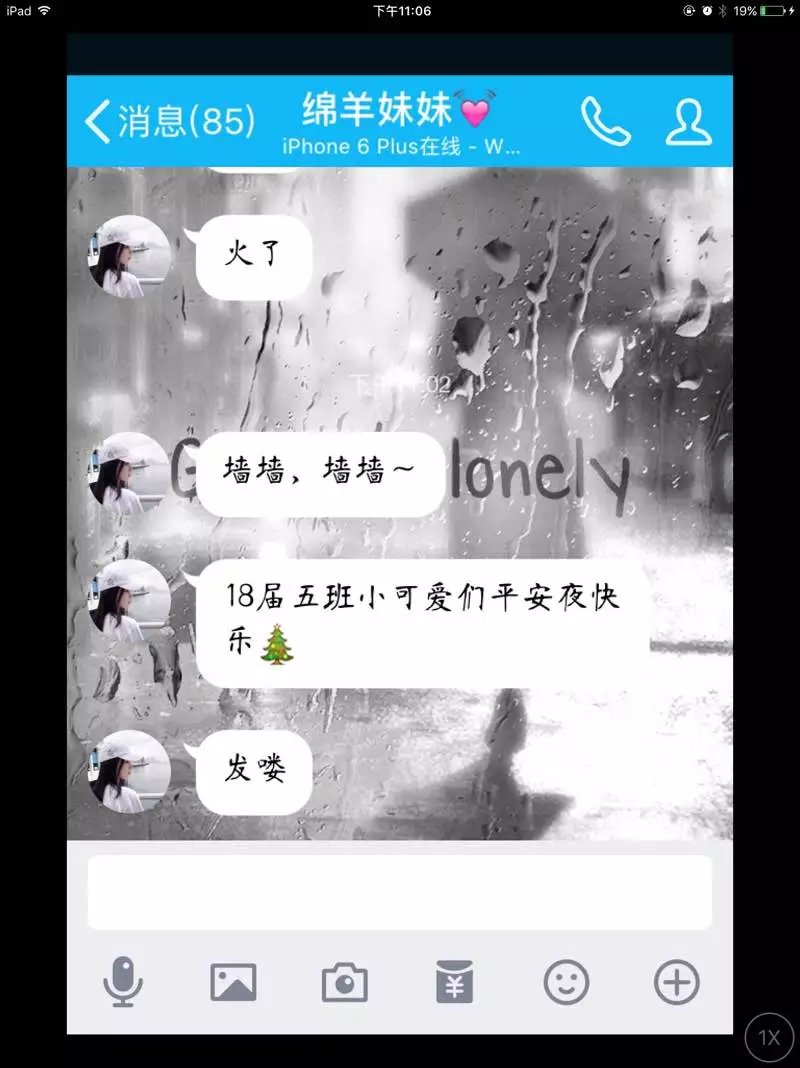 iPad
下午11:06
19%
消息(85)
绵羊妹妹💓
iPhone 6 Plus在线 - W...
火了
下午11:02
墙墙，墙墙～
G
lonely
18届五班小可爱们平安夜快
乐🎄
发喽
¥
1X